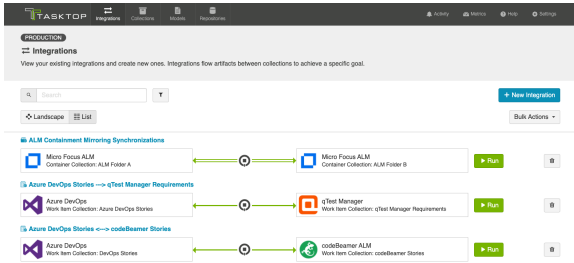 TASKTOP
Integrations
Collections
Models
Repositories
Activity
Metrics
Help
Settings
PRODUCTION
Integrations
View your existing integrations and create new ones. Integrations flow artifacts between collections to achieve a specific goal.
Search
+ New Integration
Landscape
List
Bulk Actions
ALM Containment Mirroring Synchronizations
Micro Focus ALM
Container Collection: ALM Folder A
Micro Focus ALM
Container Collection: ALM Folder B
Run
Azure DevOps Stories ---> qTest Manager Requirements
Azure DevOps
Work Item Collection: Azure DevOps Stories
qTest Manager
Work Item Collection: qTest Manager Requirements
Run
Azure DevOps Stories <--> codeBeamer Stories
Azure DevOps
Work Item Collection: DevOps Stories
codeBeamer ALM
Work Item Collection: codeBeamer Stories
Run